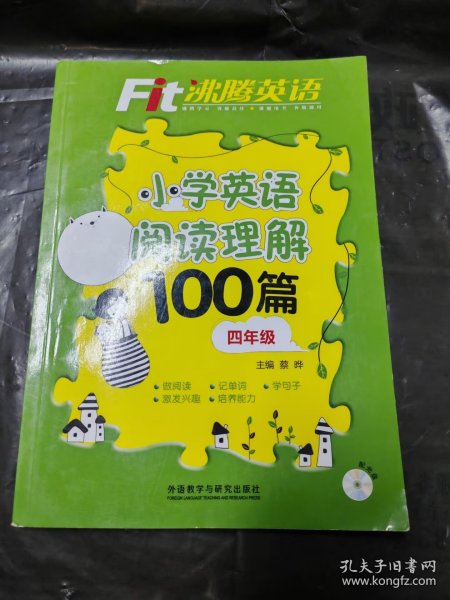 Fit 沸腾英语
小学英语
阅读理解
100篇
四年级
主编 蔡晔
做阅读 记单词 学句子
激发兴趣 培养能力
外语教学与研究出版社
FOREIGN LANGUAGE TEACHING AND RESEARCH PRESS
孔夫子旧书网
www.kongfz.com